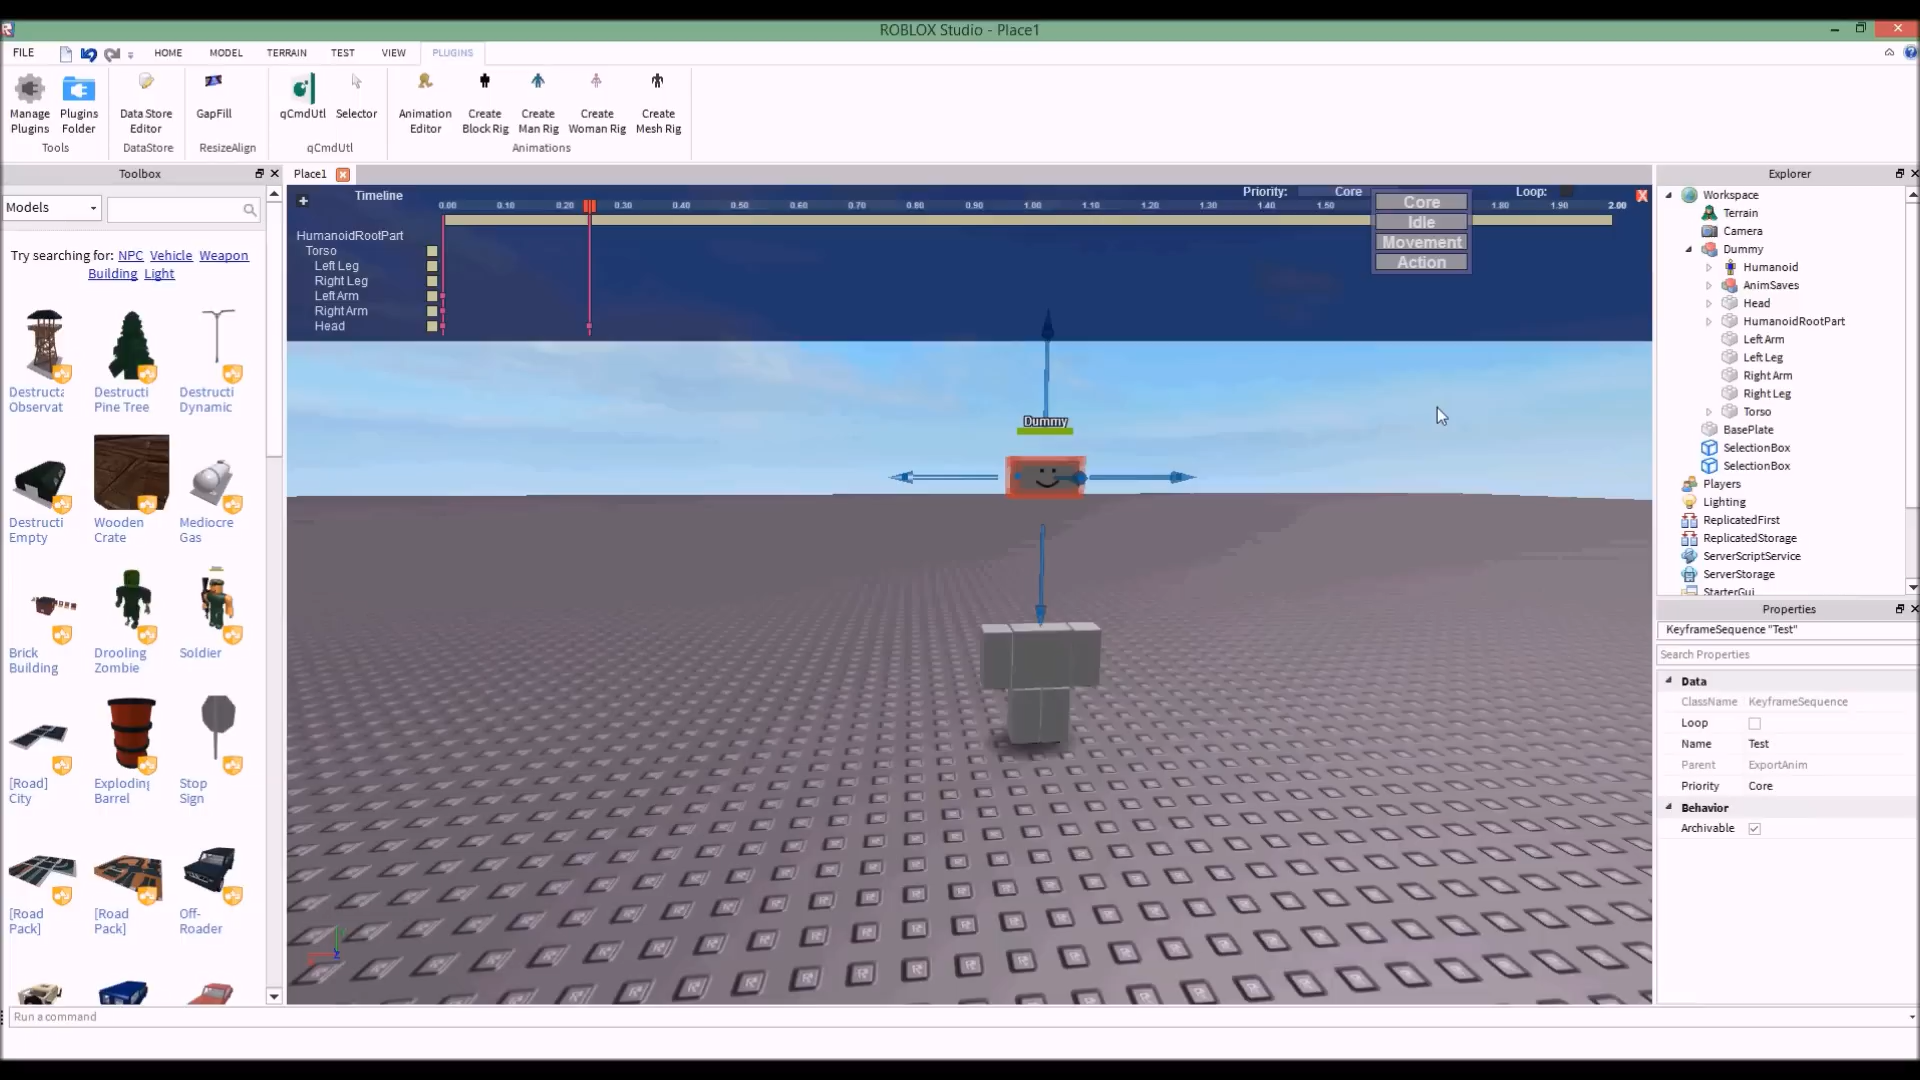 ROBLOX Studio - Place1
FILE HOME MODEL TERRAIN TEST VIEW PLUGINS
Manage Plugins
Plugins Folder
Tools
Data Store Editor
DataStore
GapFill
ResizeAlign
qCmdUtl
Selector
qCmdUtl
Animation Editor
Create Block Rig
Create Man Rig
Create Woman Rig
Create Mesh Rig
Animations
Toolbox
Models
Try searching for: NPC Vehicle Weapon
Building Light
Destructa Observat
Destructi Pine Tree
Destructi Dynamic
Destructi Empty
Wooden Crate
Mediocre Gas
Brick Building
Drooling Zombie
Soldier
[Road] City
Exploding Barrel
Stop Sign
[Road Pack]
[Road Pack]
Off-Roader
Place1
Timeline
Priority: Core
Loop:
0.00 0.10 0.20 0.30 0.40 0.50 0.60 0.70 0.80 0.90 1.00 1.10 1.20 1.30 1.50 1.80 1.90 2.00
Core
Idle
Movement
Action
HumanoidRootPart
Torso
Left Leg
Right Leg
Left Arm
Right Arm
Head
Dummy
Explorer
Workspace
Terrain
Camera
Dummy
Humanoid
AnimSaves
Head
HumanoidRootPart
Left Arm
Left Leg
Right Arm
Right Leg
Torso
BasePlate
SelectionBox
SelectionBox
Players
Lighting
ReplicatedFirst
ReplicatedStorage
ServerScriptService
ServerStorage
StarterGui
Properties
KeyframeSequence "Test"
Search Properties
Data
ClassName KeyframeSequence
Loop
Name Test
Parent ExportAnim
Priority Core
Behavior
Archivable
Run a command